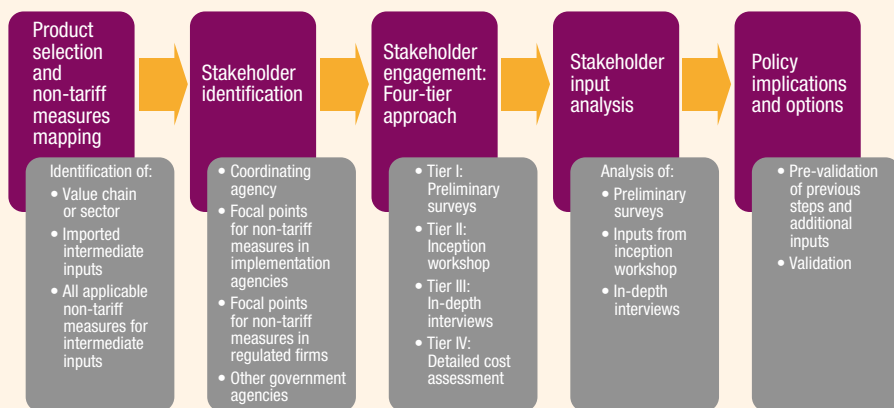 Product
selection
and
non-tariff
measures
mapping
Identification of:
• Value chain
or sector
• Imported
intermediate
inputs
• All applicable
non-tariff
measures for
intermediate
inputs
Stakeholder
identification
• Coordinating
agency
• Focal points
for non-tariff
measures in
implementation
agencies
• Focal points
for non-tariff
measures in
regulated firms
• Other government
agencies
Stakeholder
engagement:
Four-tier
approach
• Tier I:
Preliminary
surveys
• Tier II:
Inception
workshop
• Tier III:
In-depth
interviews
• Tier IV:
Detailed cost
assessment
Stakeholder
input
analysis
Analysis of:
• Preliminary
surveys
• Inputs from
inception
workshop
• In-depth
interviews
Policy
implications
and options
• Pre-validation
of previous
steps and
additional
inputs
• Validation